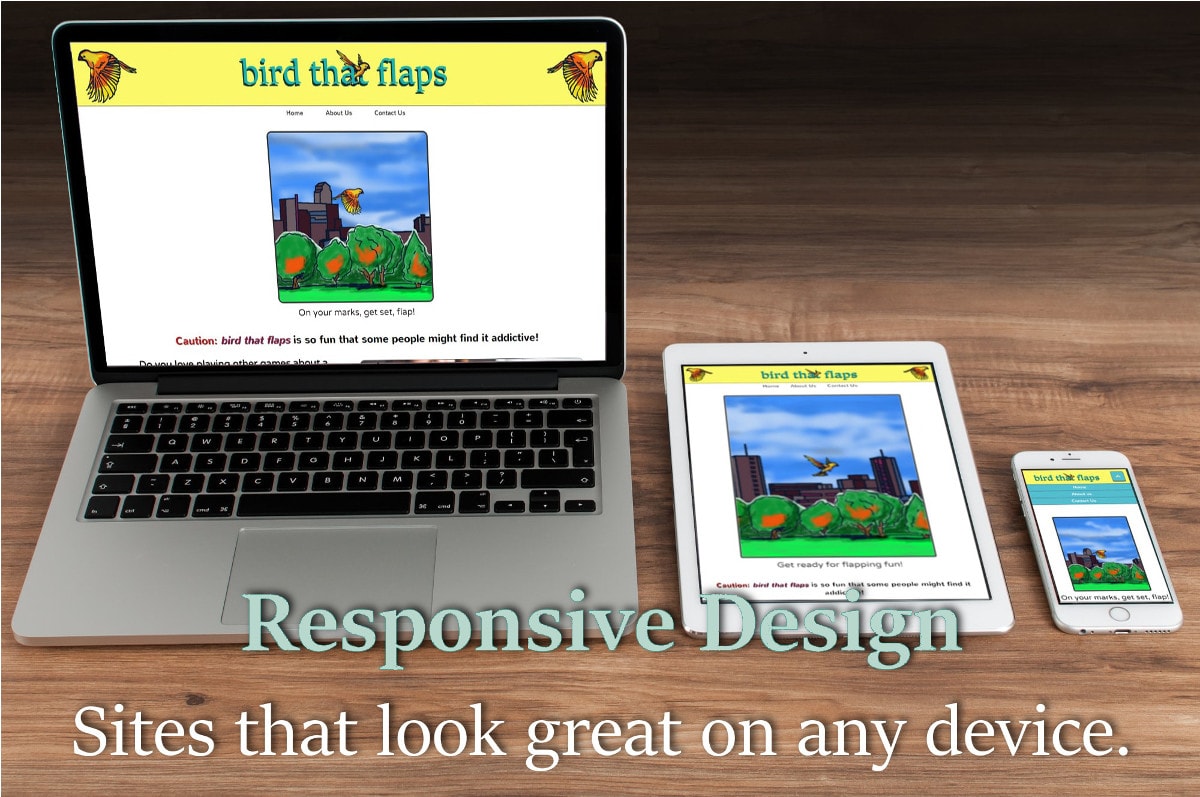 bird that flaps
Home About Us Contact Us
On your marks, get set, flap!
Caution: bird that flaps is so fun that some people might find it addictive!
Do you love playing other games about a
bird that flaps
Home About Us Contact Us
Get ready for flapping fun!
Caution: bird that flaps is so fun that some people might find it
addictive!
bird that flaps
Home
About us
Contact Us
On your marks, get set, flap!
Q W E R T Y U I O P
A S D F G H J K L
Z X C V B N M
ctrl cmd cmd
Responsive Design
Sites that look great on any device.